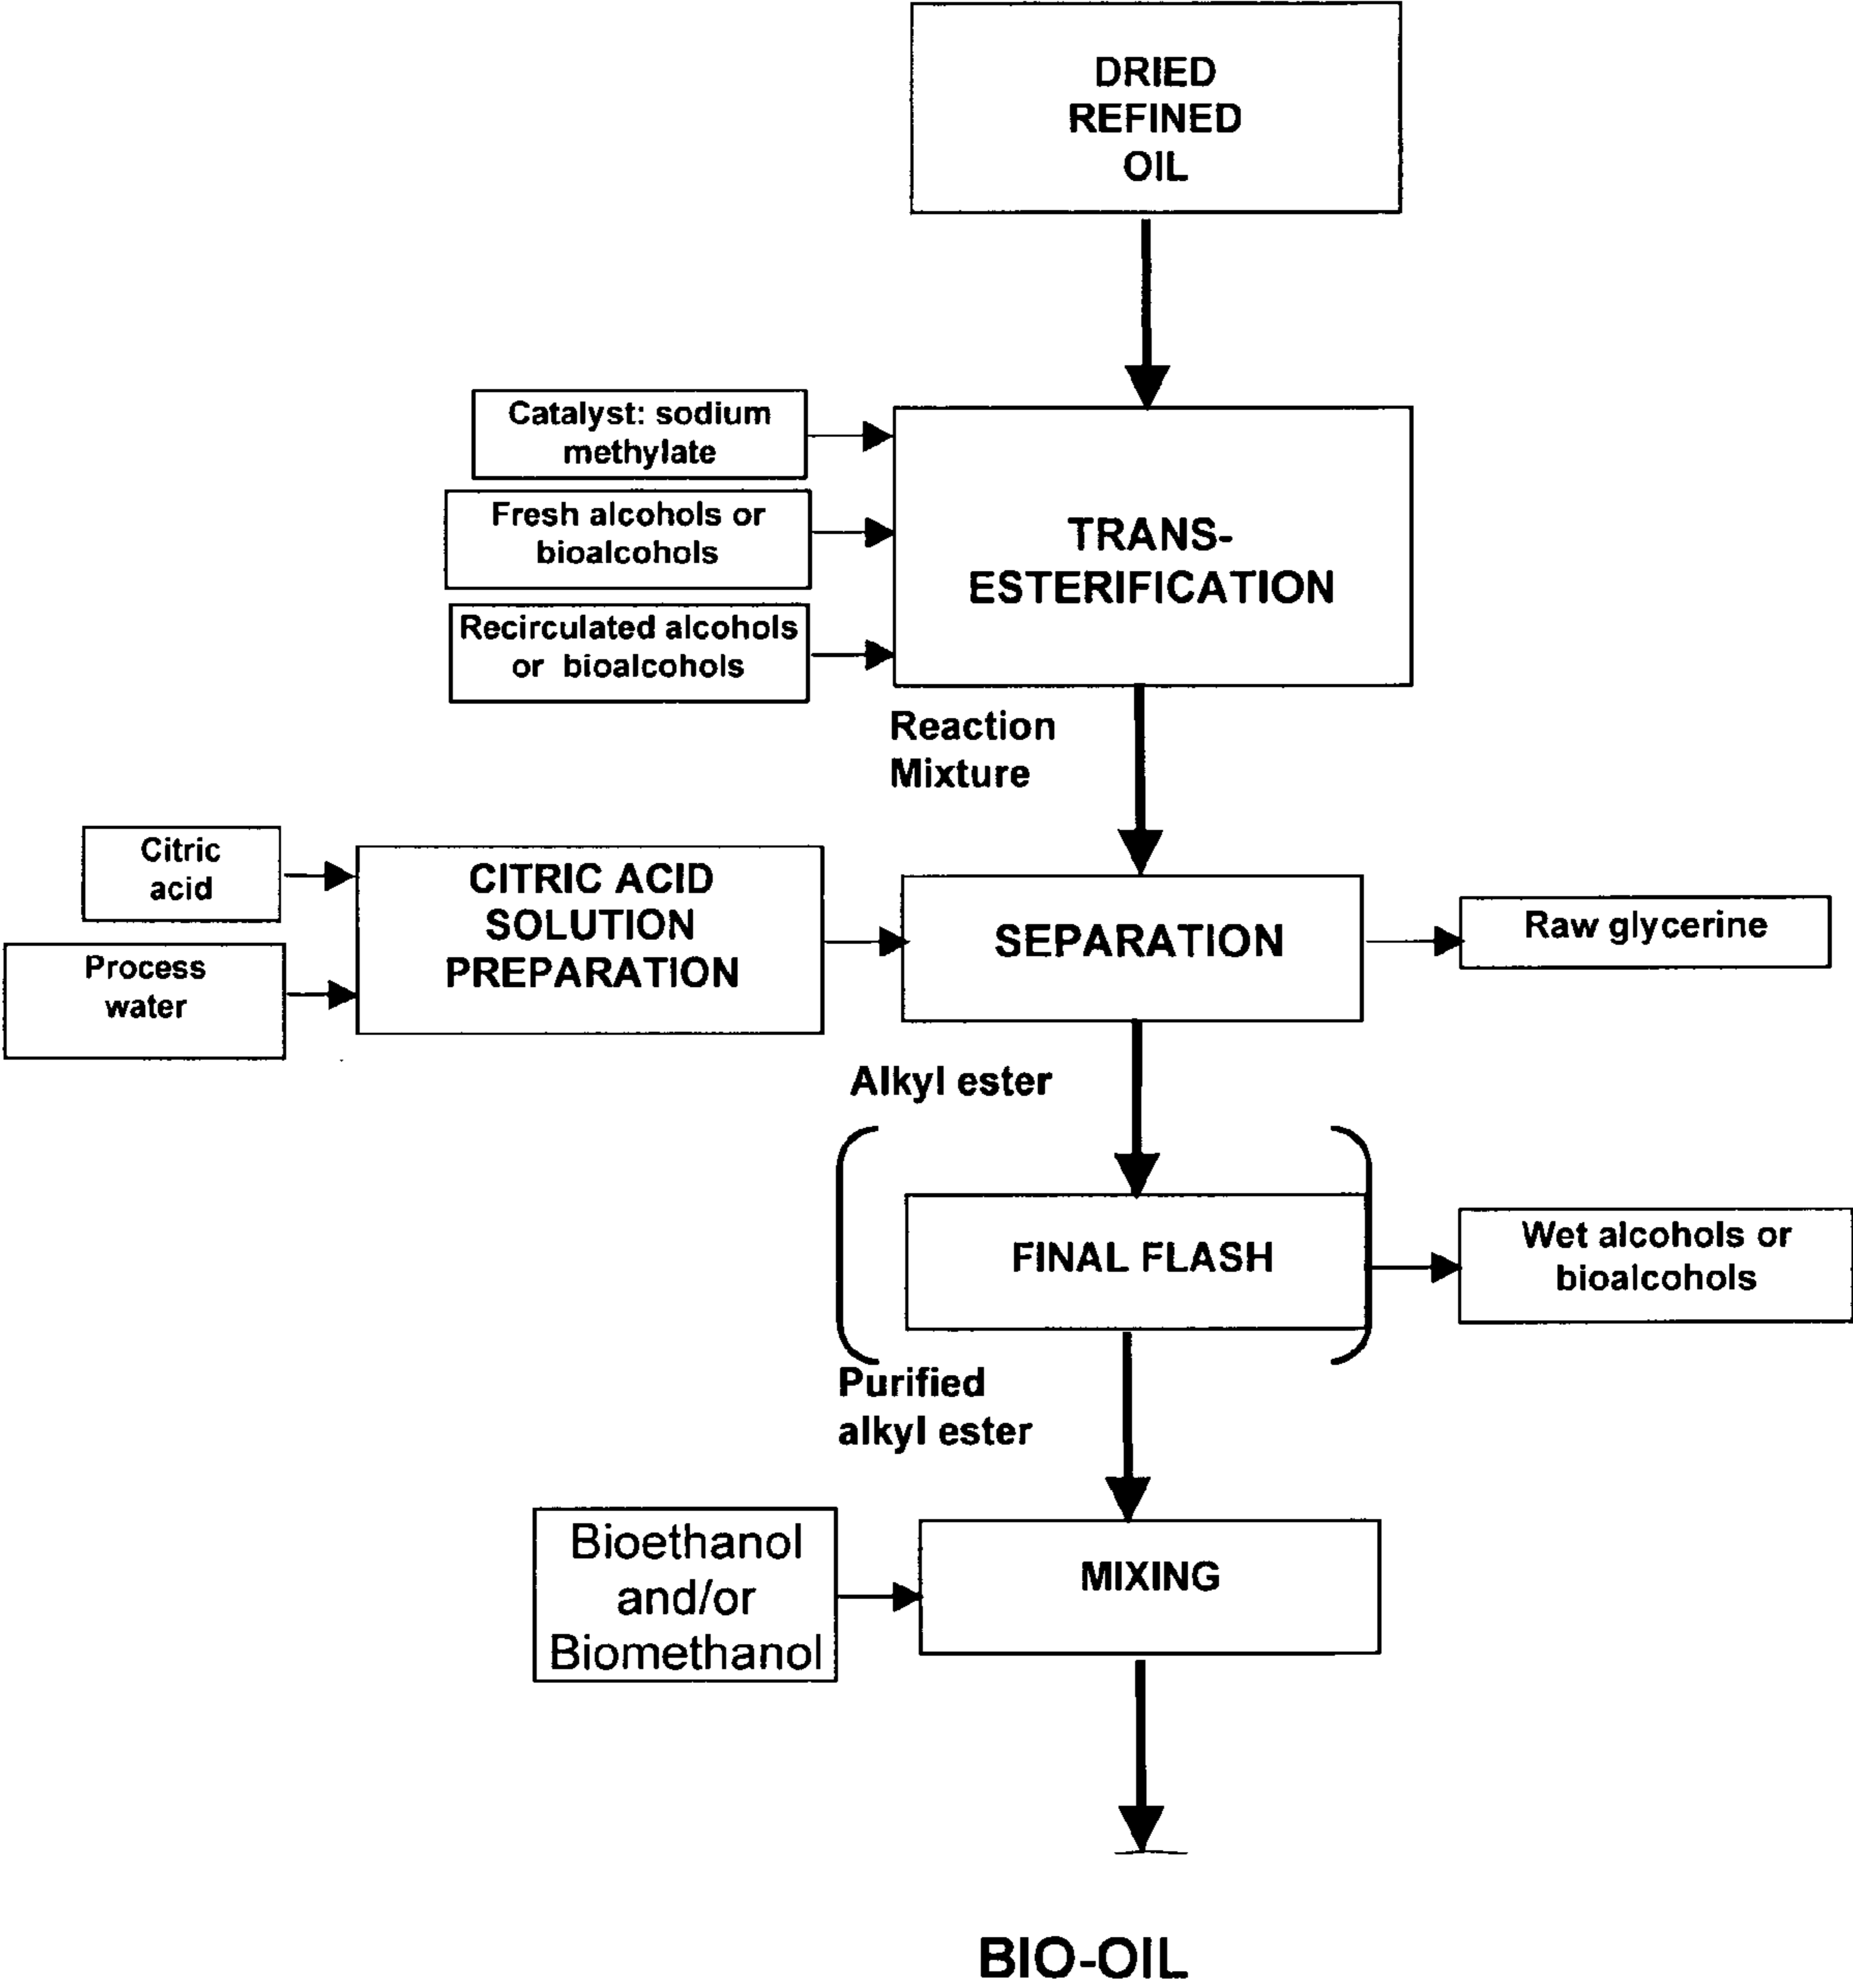 DRIED
REFINED
OIL
Catalyst: sodium
methylate
Fresh alcohols or
bioalcohols
Recirculated alcohols
or bioalcohols
TRANS-
ESTERIFICATION
Reaction
Mixture
Citric
acid
Process
water
CITRIC ACID
SOLUTION
PREPARATION
SEPARATION
Raw glycerine
Alkyl ester
FINAL FLASH
Wet alcohols or
bioalcohols
Purified
alkyl ester
Bioethanol
and/or
Biomethanol
MIXING
BIO-OIL